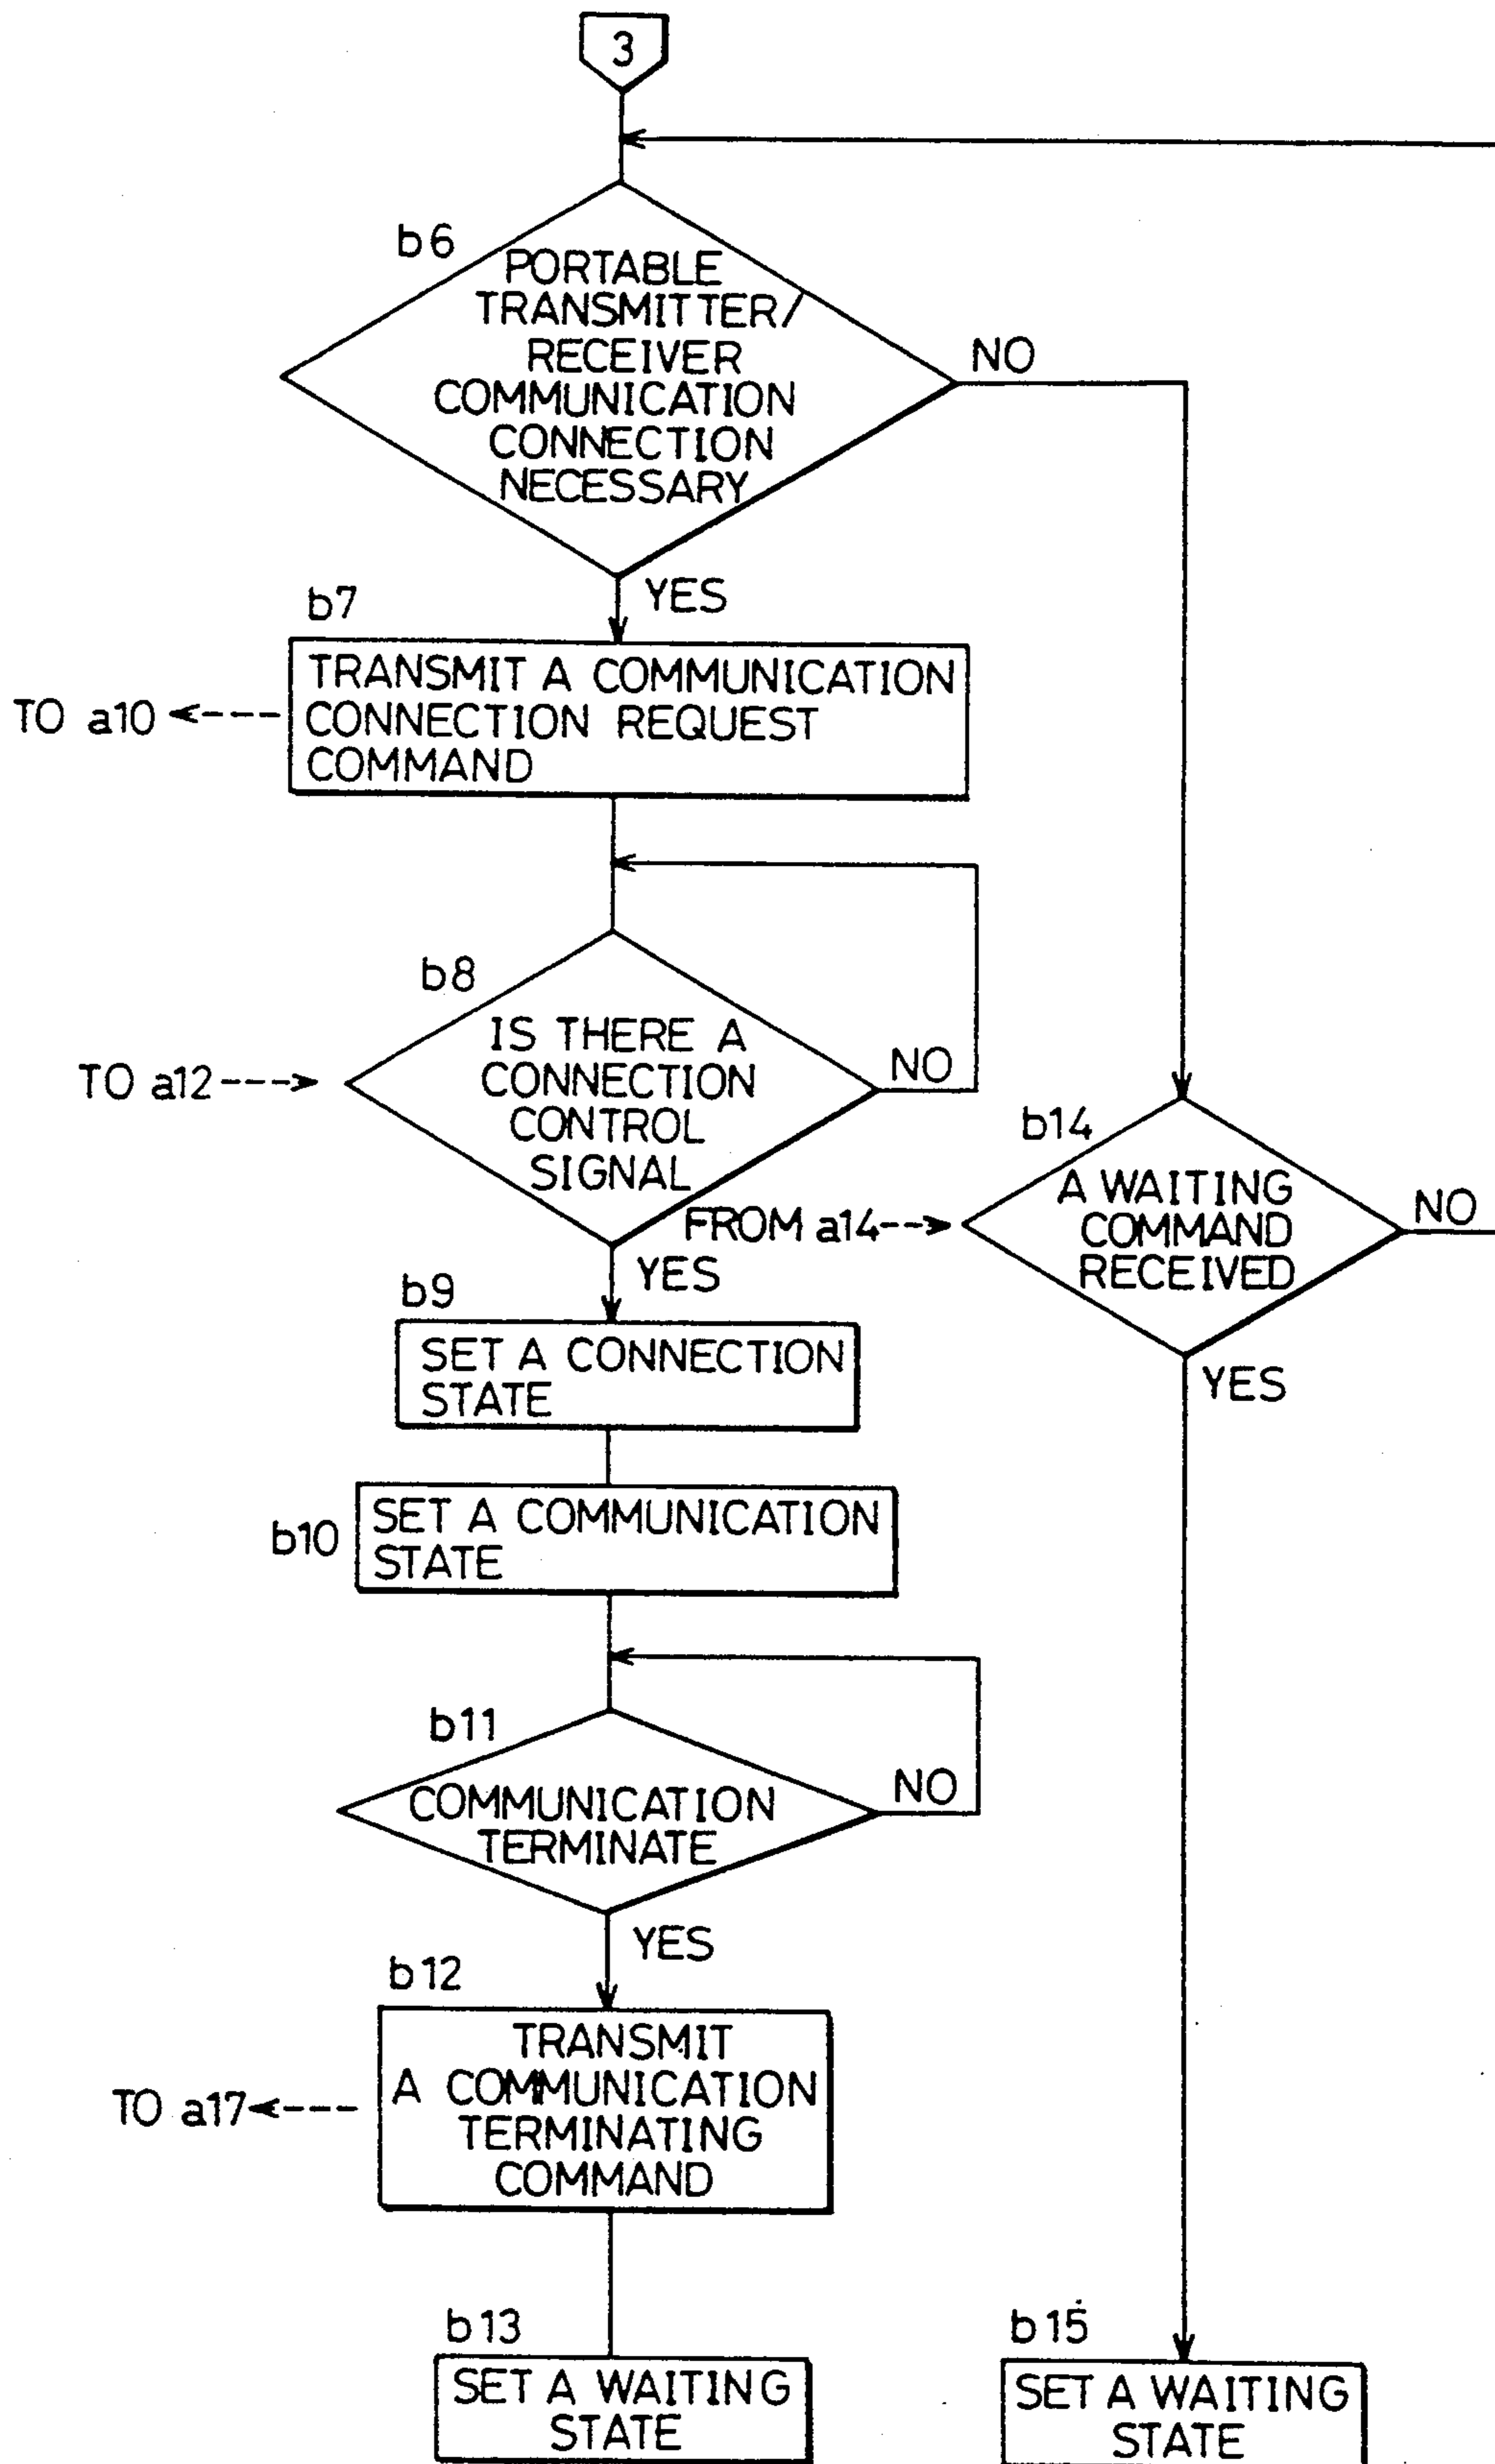 3
b6
PORTABLE
TRANSMITTER/
RECEIVER
COMMUNICATION
CONNECTION
NECESSARY
NO
YES
b7
TRANSMIT A COMMUNICATION
CONNECTION REQUEST
COMMAND
TO a10
b8
IS THERE A
CONNECTION
CONTROL
SIGNAL
NO
TO a12
YES
b14
A WAITING
COMMAND
RECEIVED
FROM a14
NO
YES
b9
SET A CONNECTION
STATE
b10
SET A COMMUNICATION
STATE
b11
COMMUNICATION
TERMINATE
NO
YES
b12
TRANSMIT
A COMMUNICATION
TERMINATING
COMMAND
TO a17
b13
SET A WAITING
STATE
b15
SET A WAITING
STATE